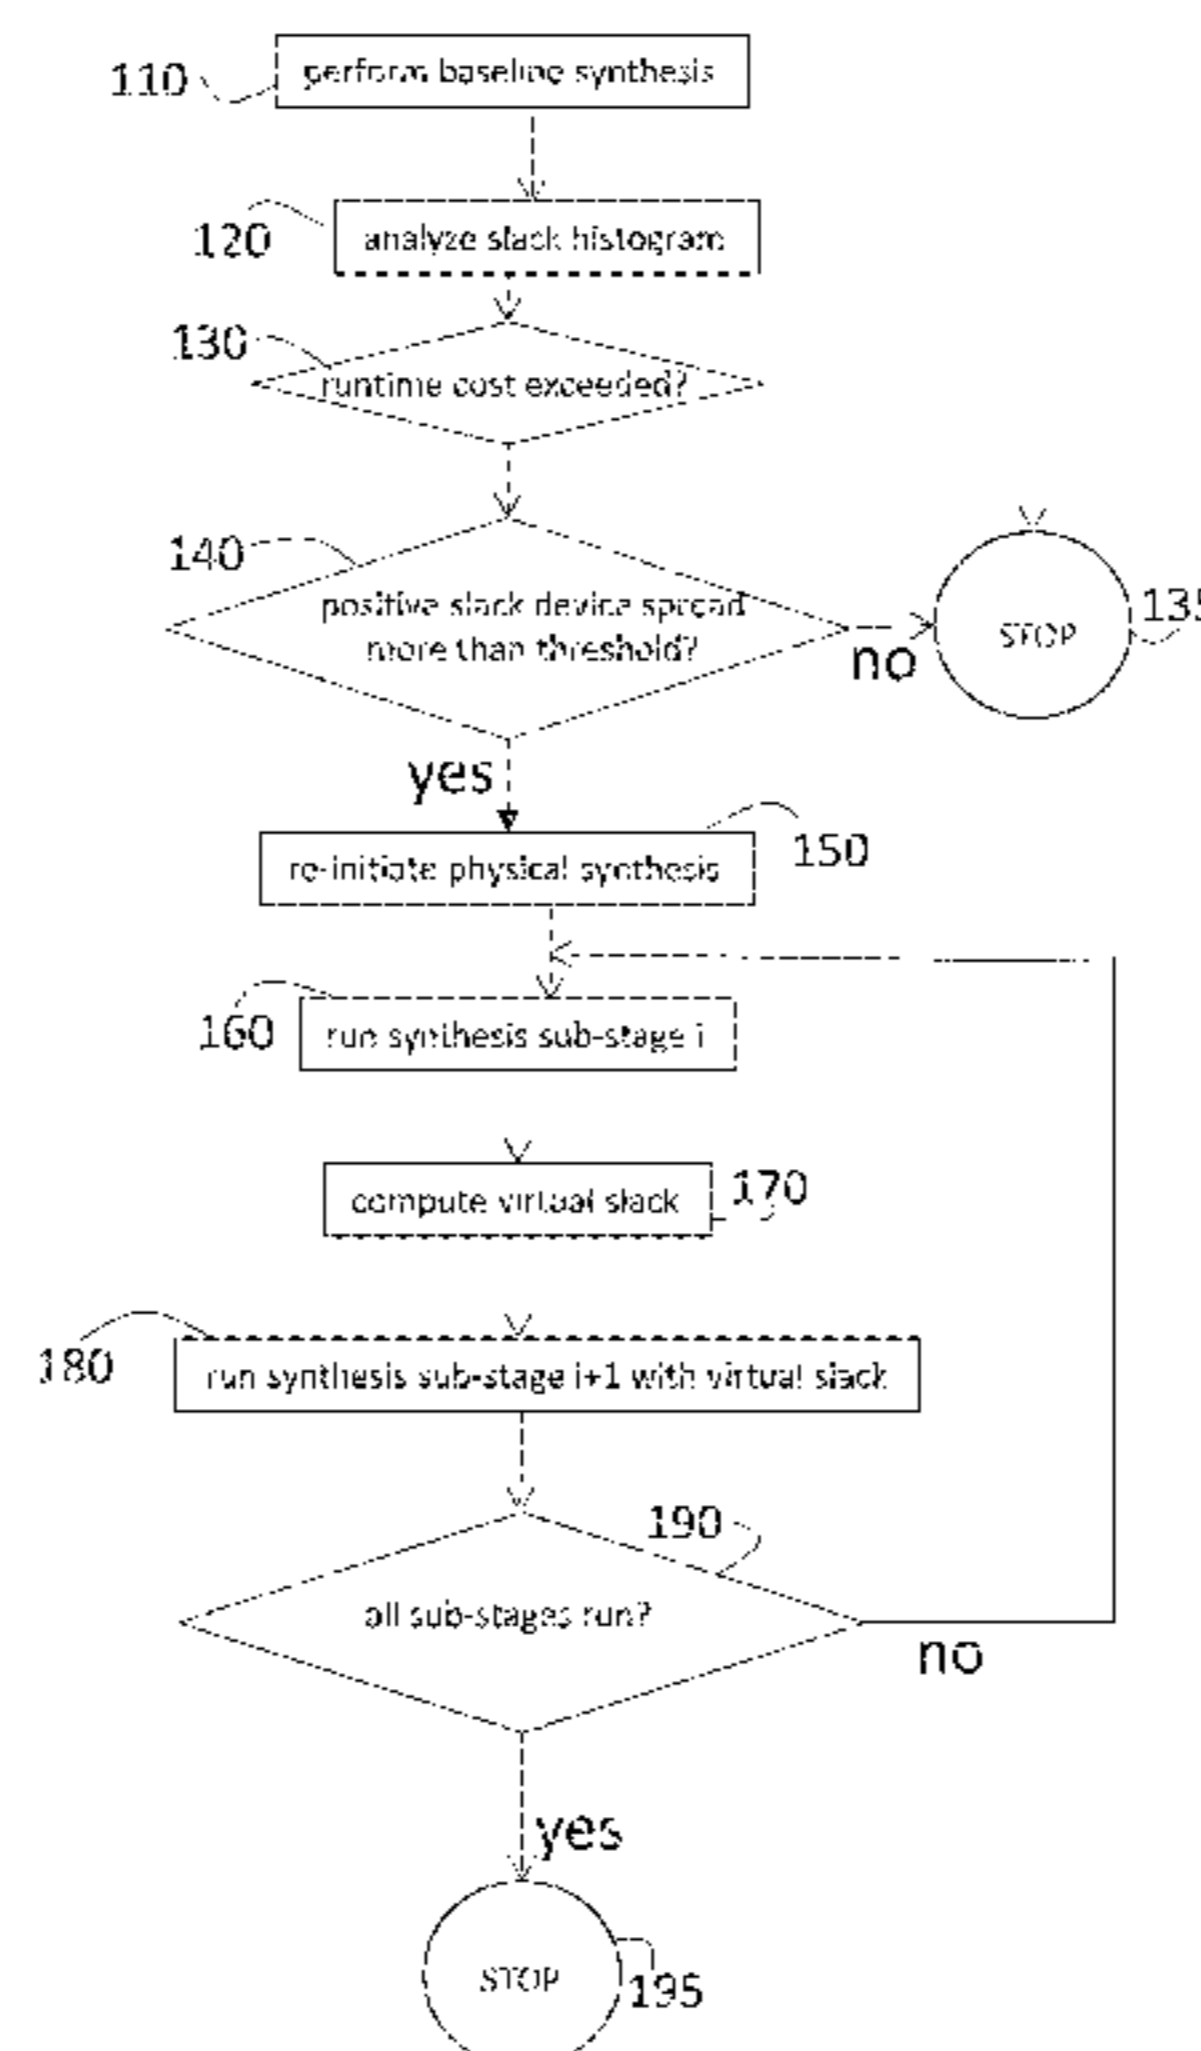 110
perform baseline synthesis
120
analyze slack histogram
130
runtime cost exceeded?
140
positive slack device spread
more than threshold?
no
STOP
135
yes
re-initiate physical synthesis
150
160
run synthesis sub-stage i
compute virtual slack
170
180
run synthesis sub-stage i+1 with virtual slack
190
all sub-stages run?
no
yes
STOP
195